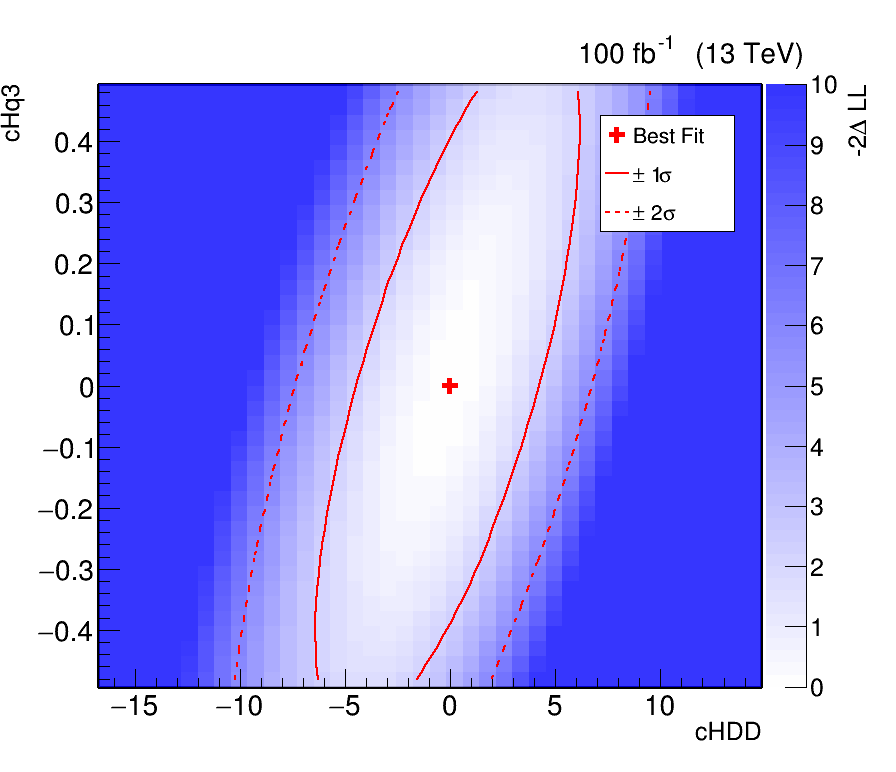 100 fb⁻¹ (13 TeV)
cHq3
-2Δ LL
Best Fit
± 1σ
± 2σ
0.4
0.3
0.2
0.1
0
−0.1
−0.2
−0.3
−0.4
−15 −10 −5 0 5 10
cHDD
10
9
8
7
6
5
4
3
2
1
0